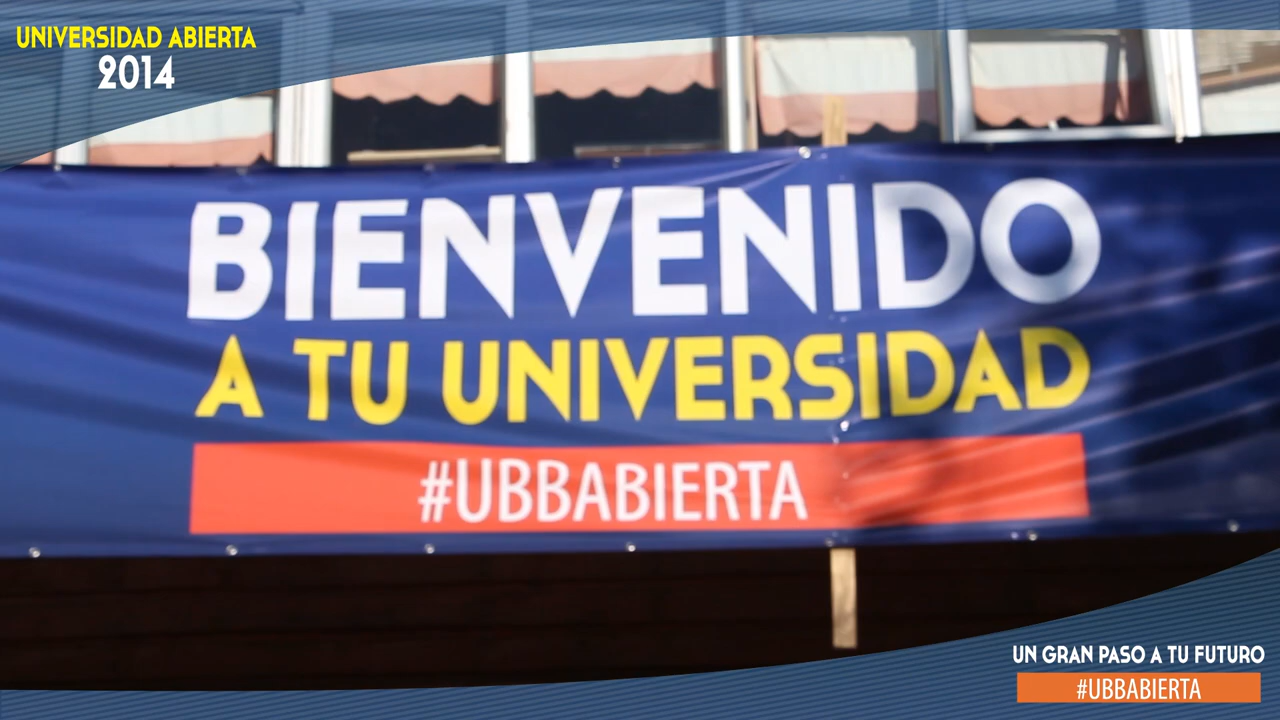 UNIVERSIDAD ABIERTA
2014
BIENVENIDO
A TU UNIVERSIDAD
#UBBABIERTA
UN GRAN PASO A TU FUTURO
#UBBABIERTA